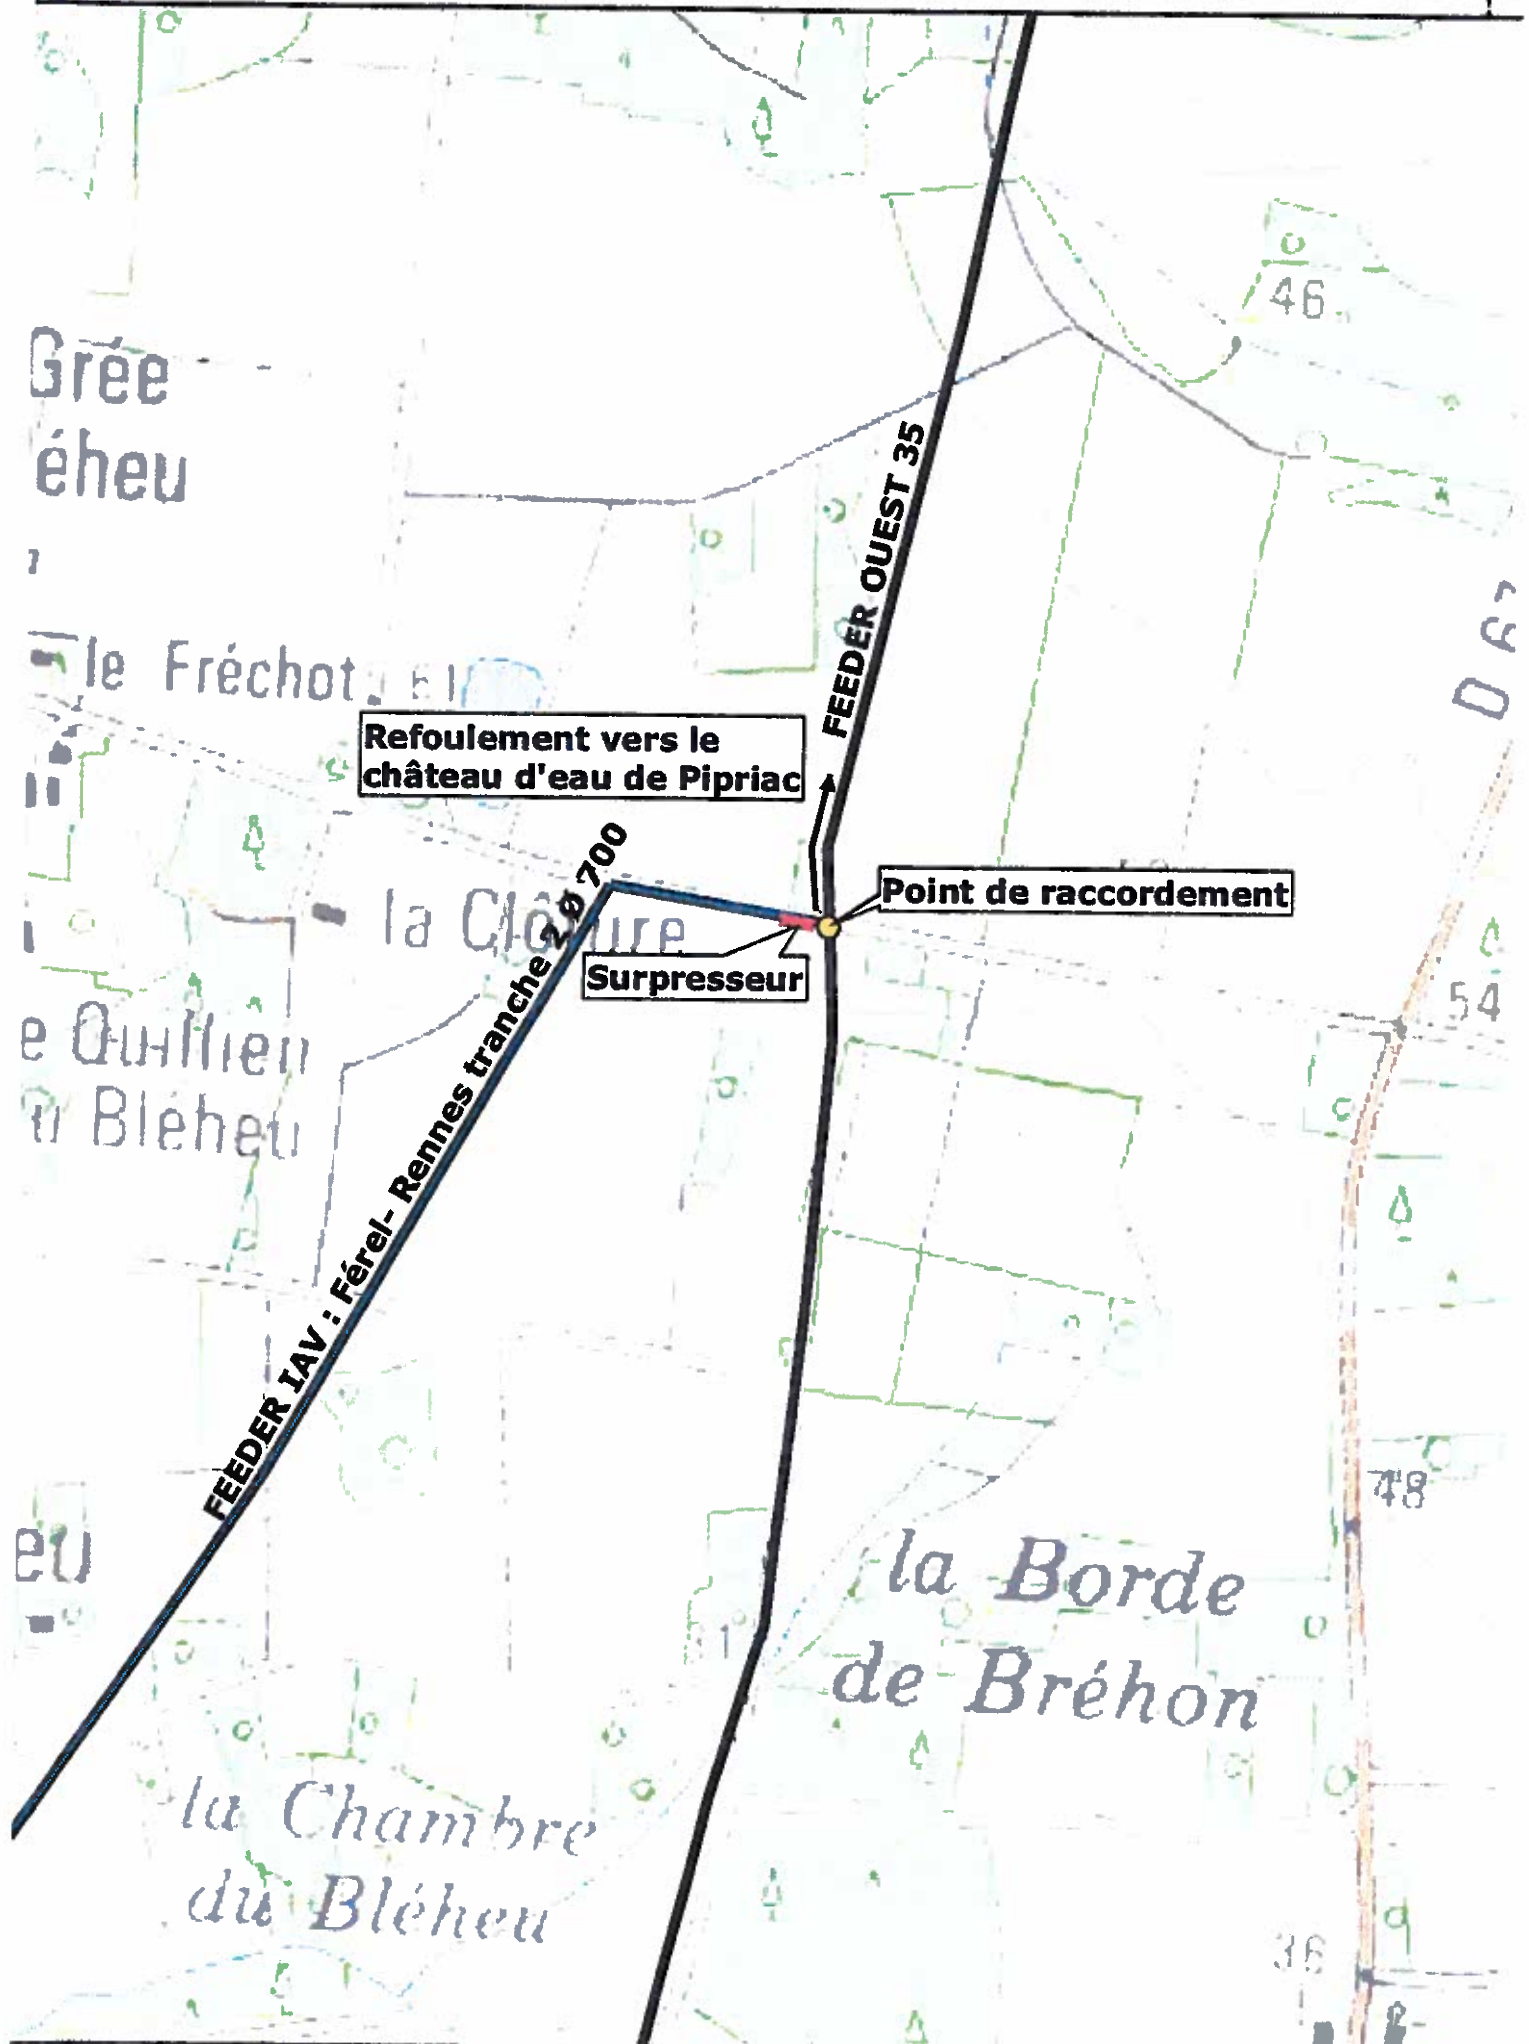 46
Grée
éheu
FEEDER OUEST 35
le Fréchot
Refoulement vers le
château d'eau de Pipriac
Point de raccordement
la Clôture
Surpresseur
54
FEEDER IAV : Férel- Rennes tranche 2 Ø 700
Bléheu
48
eu
la Borde
de Bréhon
la Chambre
du Bléheu
36